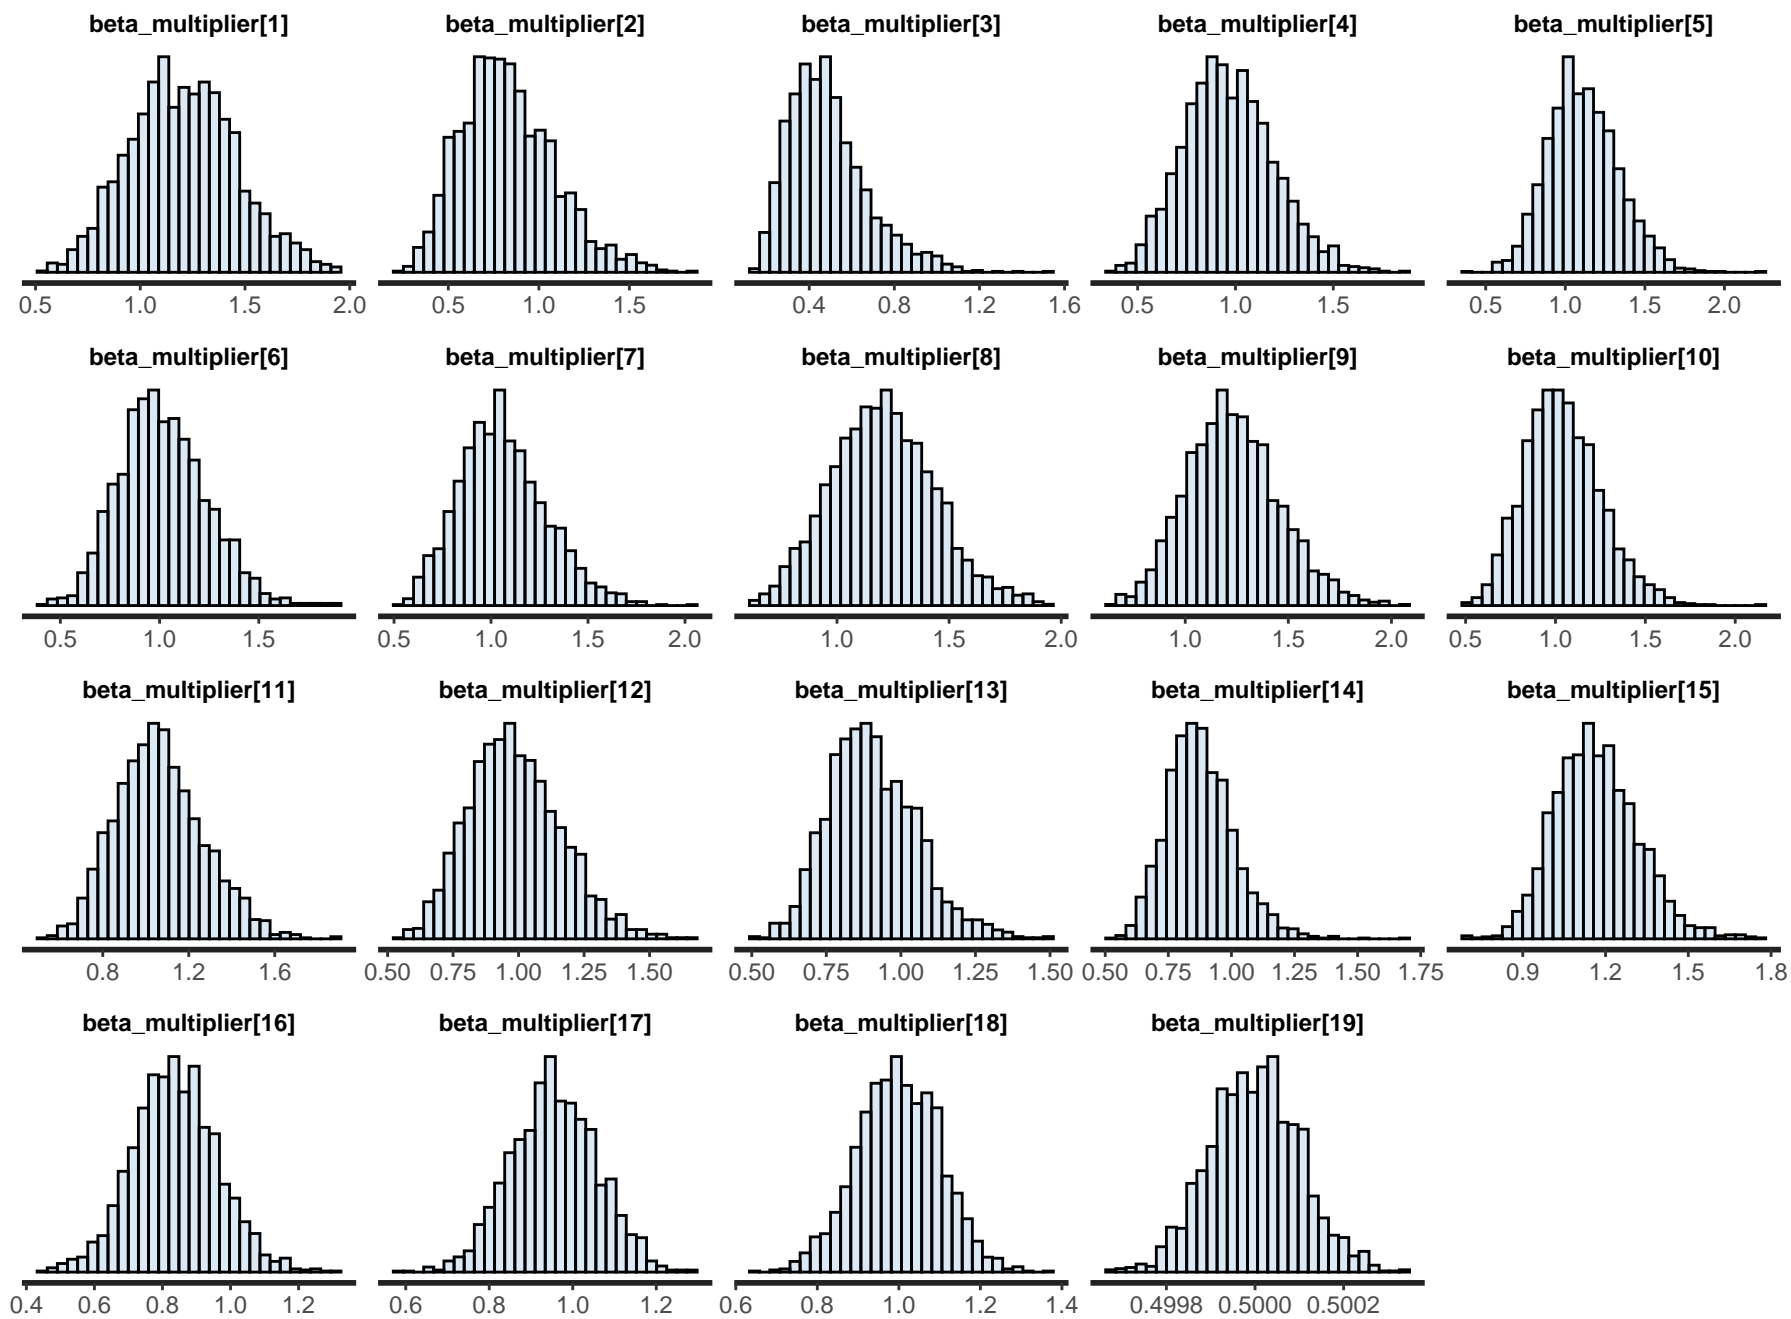 beta_multiplier[1] beta_multiplier[2] beta_multiplier[3] beta_multiplier[4] beta_multiplier[5]
0.5 1.0 1.5 2.0 0.5 1.0 1.5 0.4 0.8 1.2 1.6 0.5 1.0 1.5 0.5 1.0 1.5 2.0
beta_multiplier[6] beta_multiplier[7] beta_multiplier[8] beta_multiplier[9] beta_multiplier[10]
0.5 1.0 1.5 0.5 1.0 1.5 2.0 1.0 1.5 2.0 1.0 1.5 2.0 0.5 1.0 1.5 2.0
beta_multiplier[11] beta_multiplier[12] beta_multiplier[13] beta_multiplier[14] beta_multiplier[15]
0.8 1.2 1.6 0.50 0.75 1.00 1.25 1.50 0.50 0.75 1.00 1.25 1.50 0.50 0.75 1.00 1.25 1.50 1.75 0.9 1.2 1.5 1.8
beta_multiplier[16] beta_multiplier[17] beta_multiplier[18] beta_multiplier[19]
0.4 0.6 0.8 1.0 1.2 0.6 0.8 1.0 1.2 0.6 0.8 1.0 1.2 1.4 0.4998 0.5000 0.5002